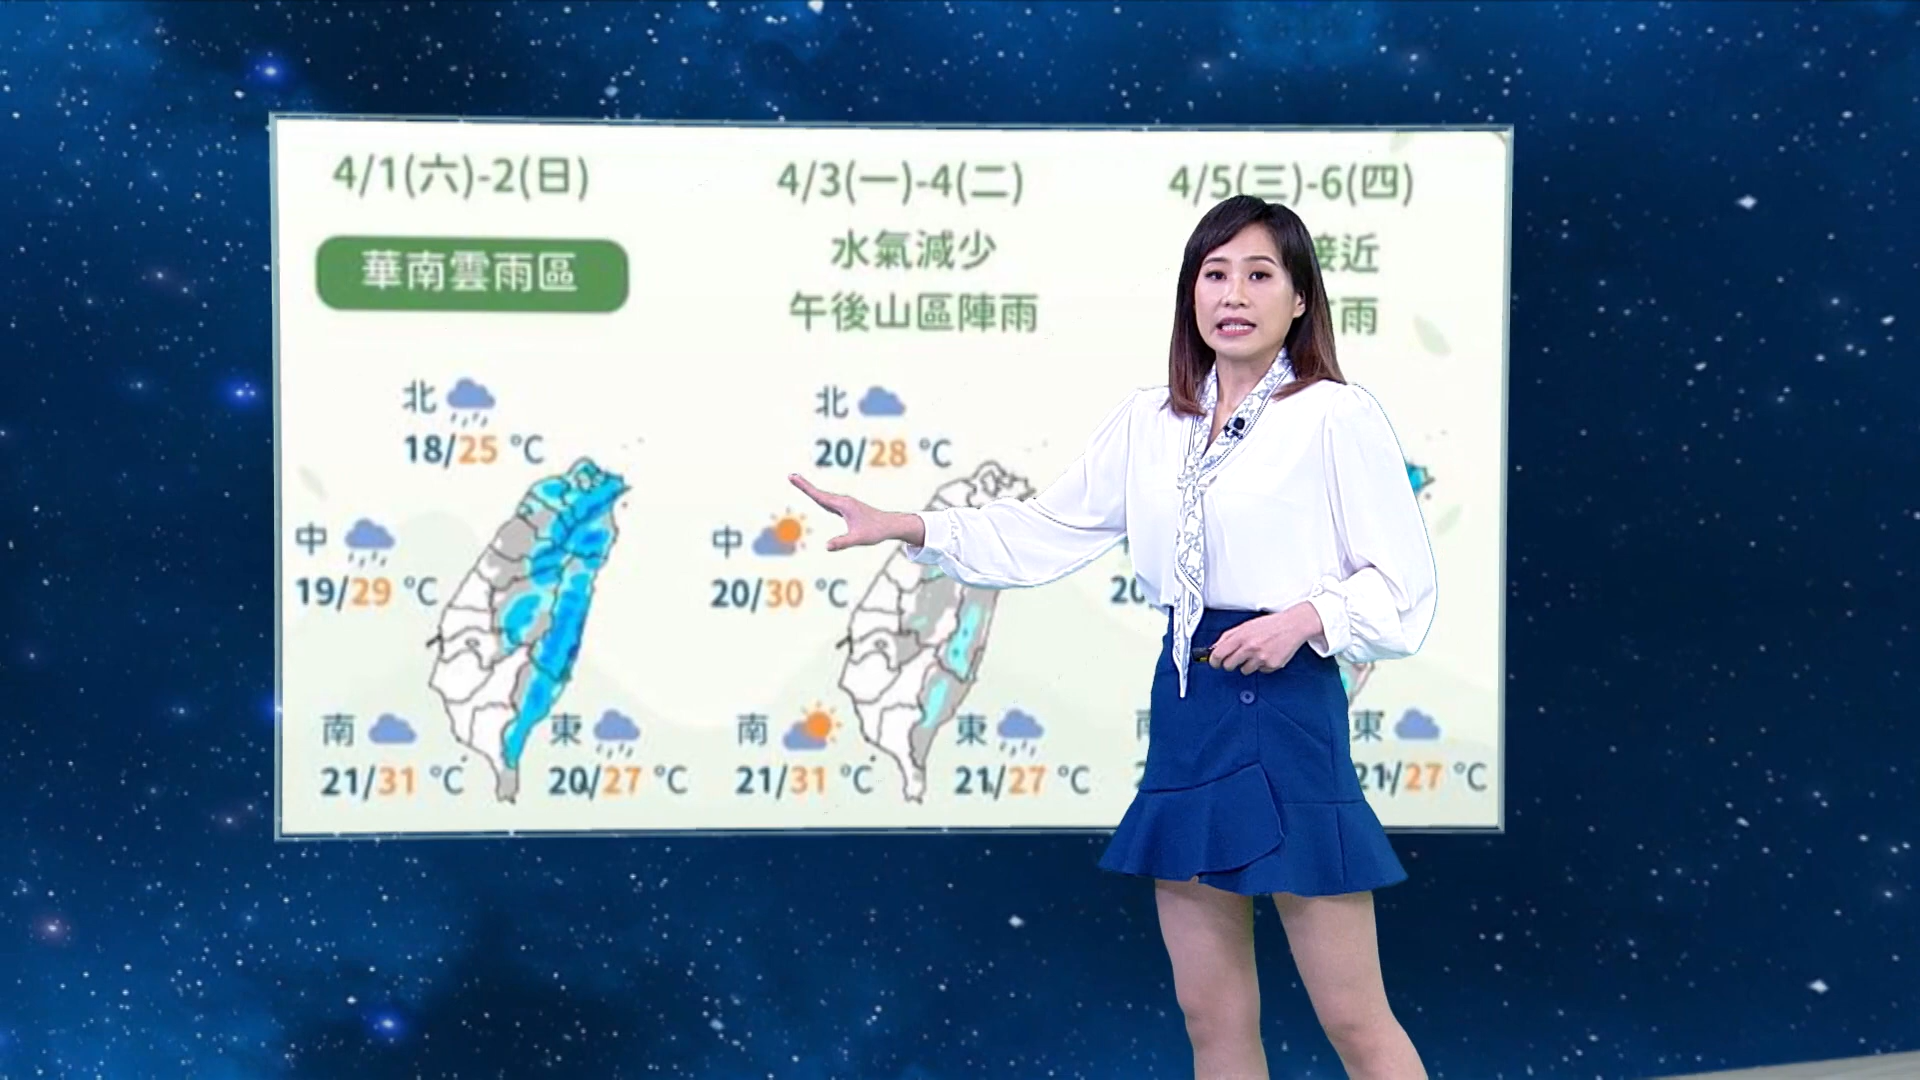 4/1(六)-2(日)
華南雲雨區
北
18/25 °C
中
19/29 °C
南
21/31 °C
東
20/27 °C
4/3(一)-4(二)
水氣減少
午後山區陣雨
北
20/28 °C
中
20/30 °C
南
21/31 °C
東
21/27 °C
4/5(三)-6(四)
接近
雨
20
東
21/27 °C